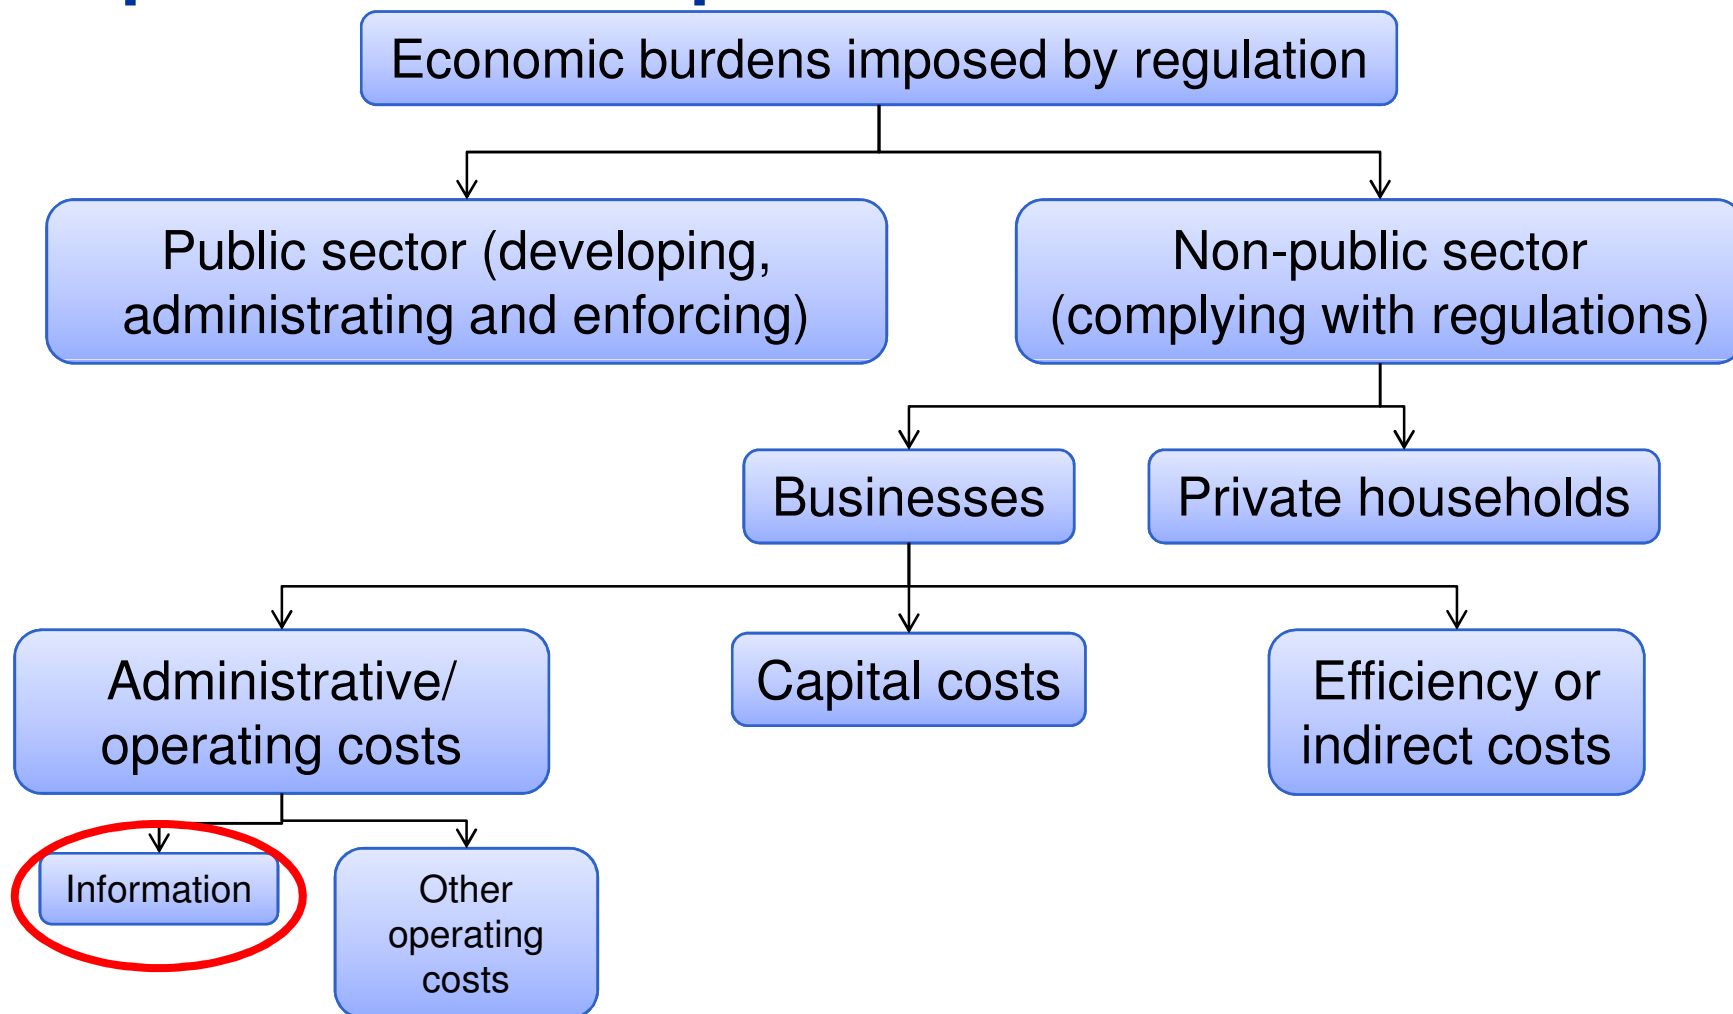 Economic burdens imposed by regulation
Public sector (developing,
administrating and enforcing)
Non-public sector
(complying with regulations)
Businesses
Private households
Administrative/
operating costs
Capital costs
Efficiency or
indirect costs
Information
Other
operating
costs